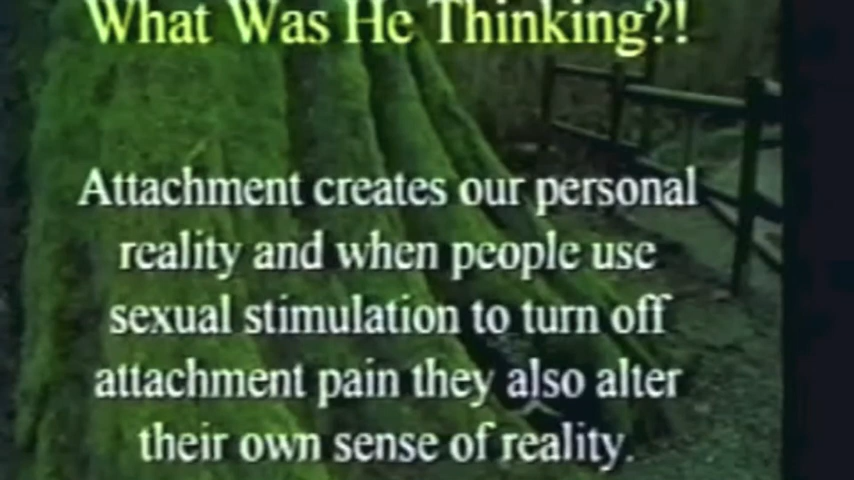 What Was He Thinking?!
Attachment creates our personal
reality and when people use
sexual stimulation to turn off
attachment pain they also alter
their own sense of reality.